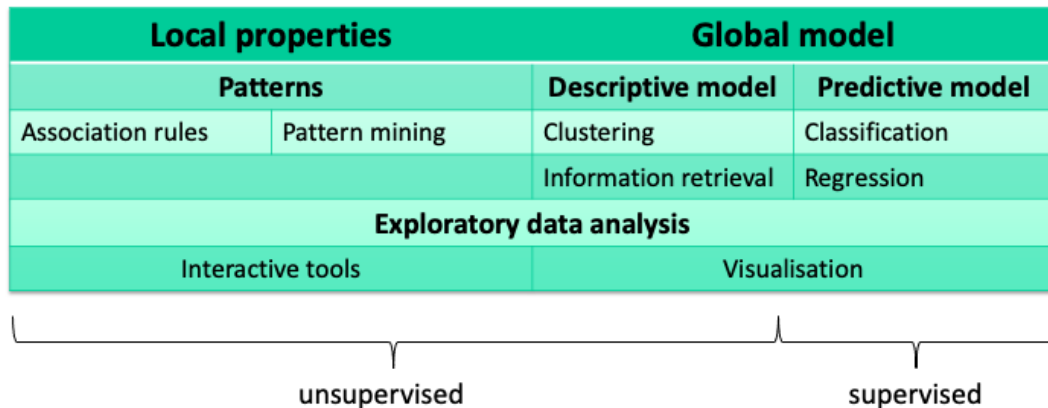 Local properties Global model
Patterns Descriptive model Predictive model
Association rules Pattern mining Clustering Classification
Information retrieval Regression
Exploratory data analysis
Interactive tools Visualisation
unsupervised supervised